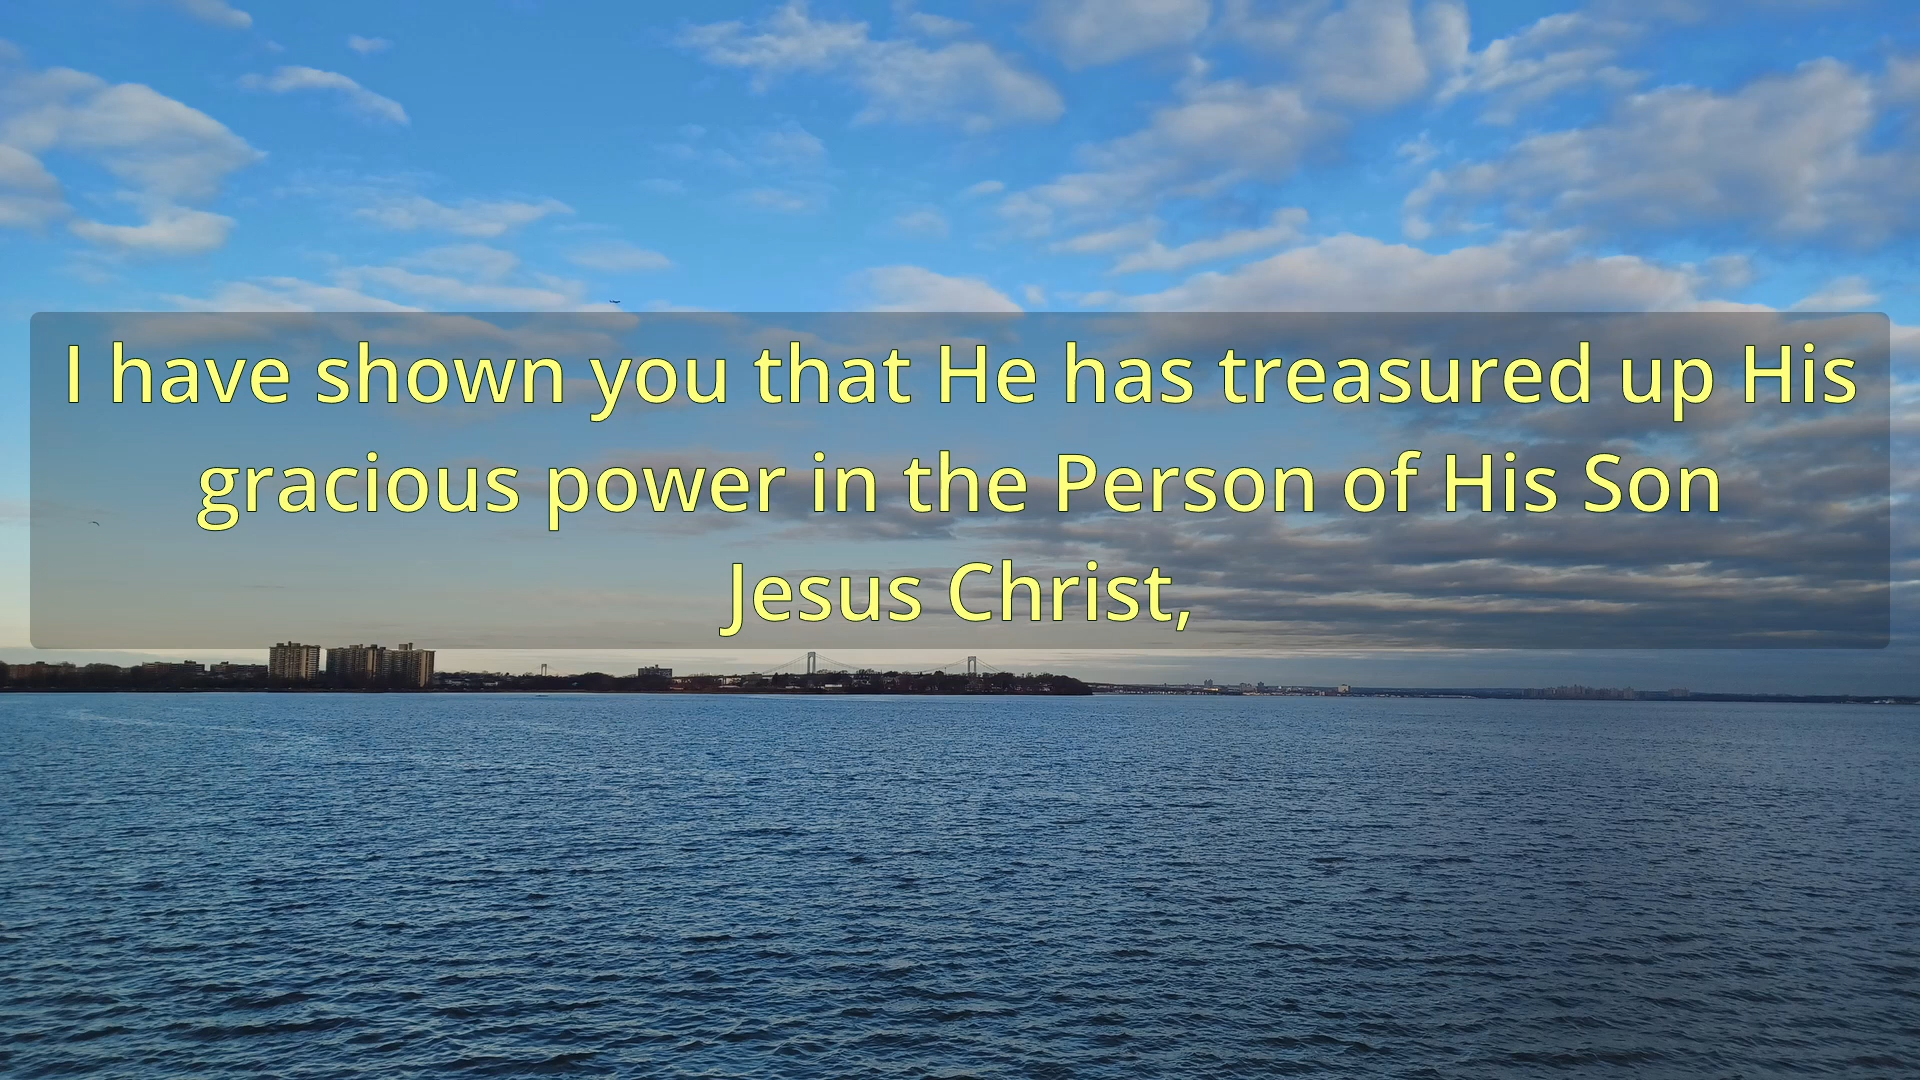 I have shown you that He has treasured up His
gracious power in the Person of His Son
Jesus Christ,